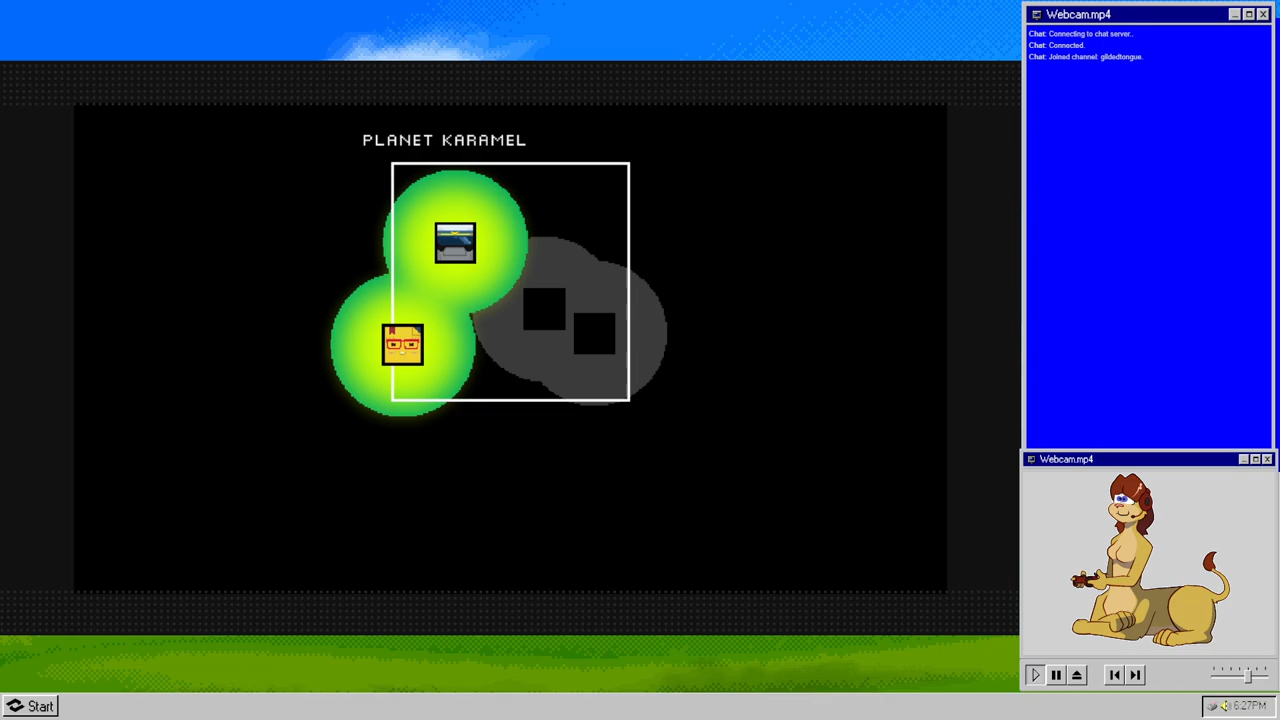 Webcam.mp4
Chat: Connecting to chat server..
Chat: Connected.
Chat: Joined channel: gildedtongue.
PLANET KARAMEL
Webcam.mp4
Start
6:27PM